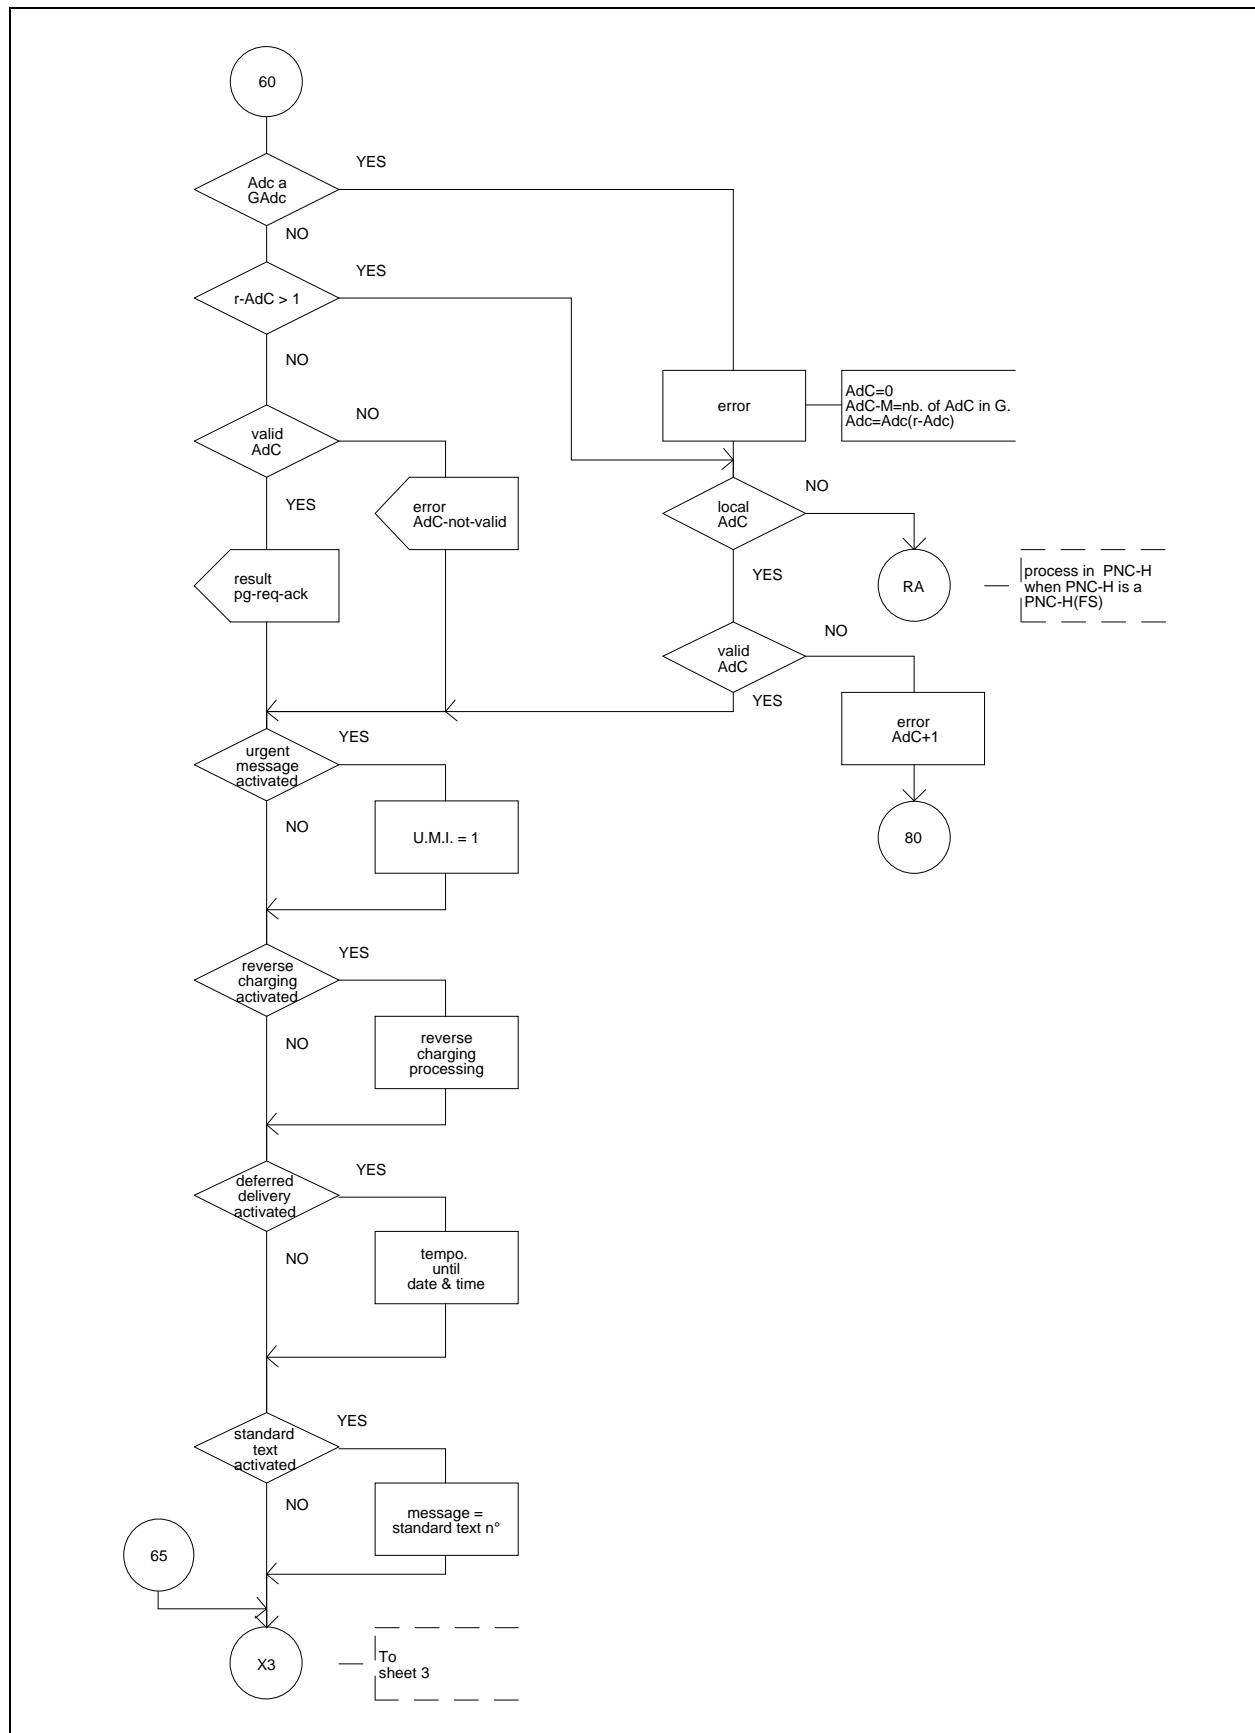 60
YES
Adc a
GAdc
NO
YES
r-AdC > 1
NO
error
AdC=0
AdC-M=nb. of AdC in G.
Adc=Adc(r-Adc)
NO
valid
AdC
YES
error
AdC-not-valid
NO
local
AdC
YES
result
pg-req-ack
RA
process in PNC-H
when PNC-H is a
PNC-H(FS)
NO
valid
AdC
YES
error
AdC+1
80
YES
urgent
message
activated
NO
U.M.I. = 1
YES
reverse
charging
activated
NO
reverse
charging
processing
YES
deferred
delivery
activated
NO
tempo.
until
date & time
YES
standard
text
activated
NO
message =
standard text n°
65
X3
To
sheet 3